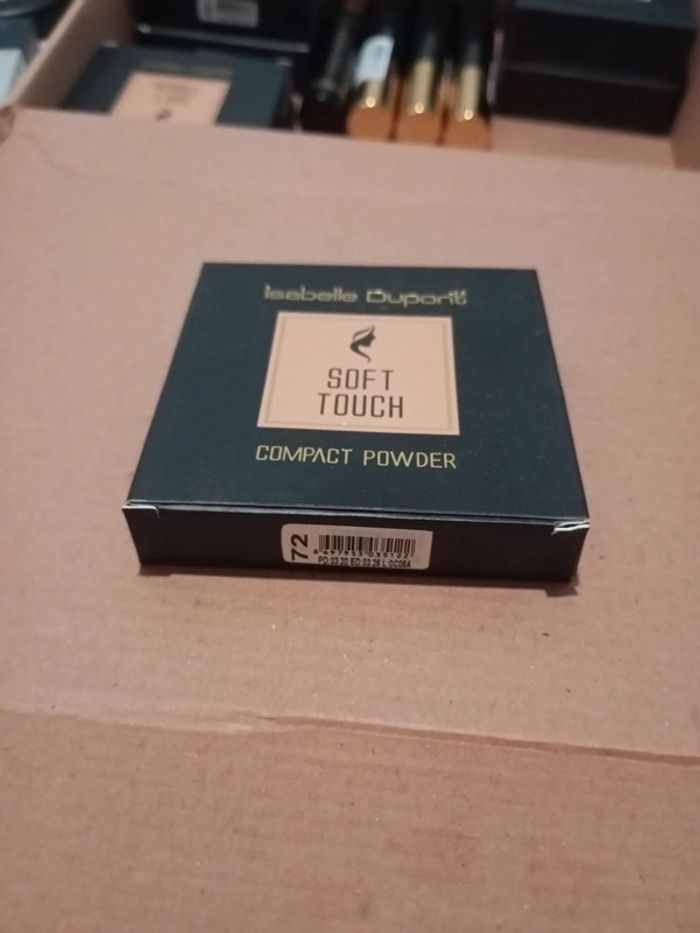 Isabelle Dupont
SOFT
TOUCH
COMPACT POWDER
72